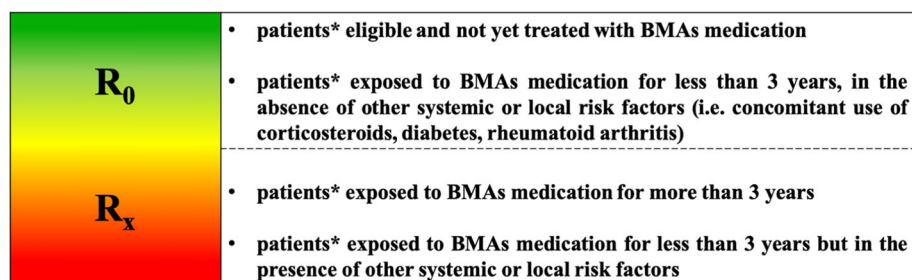 • patients* eligible and not yet treated with BMAs medication
R0
• patients* exposed to BMAs medication for less than 3 years, in the
absence of other systemic or local risk factors (i.e. concomitant use of
corticosteroids, diabetes, rheumatoid arthritis)
Rx
• patients* exposed to BMAs medication for more than 3 years
• patients* exposed to BMAs medication for less than 3 years but in the
presence of other systemic or local risk factors